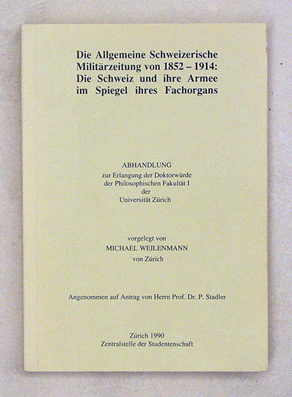 Die Allgemeine Schweizerische
Militärzeitung von 1852 – 1914:
Die Schweiz und ihre Armee
im Spiegel ihres Fachorgans
ABHANDLUNG
zur Erlangung der Doktorwürde
der Philosophischen Fakultät I
der
Universität Zürich
vorgelegt von
MICHAEL WEILENMANN
von Zürich
Angenommen auf Antrag von Herrn Prof. Dr. P. Stadler
Zürich 1990
Zentralstelle der Studentenschaft